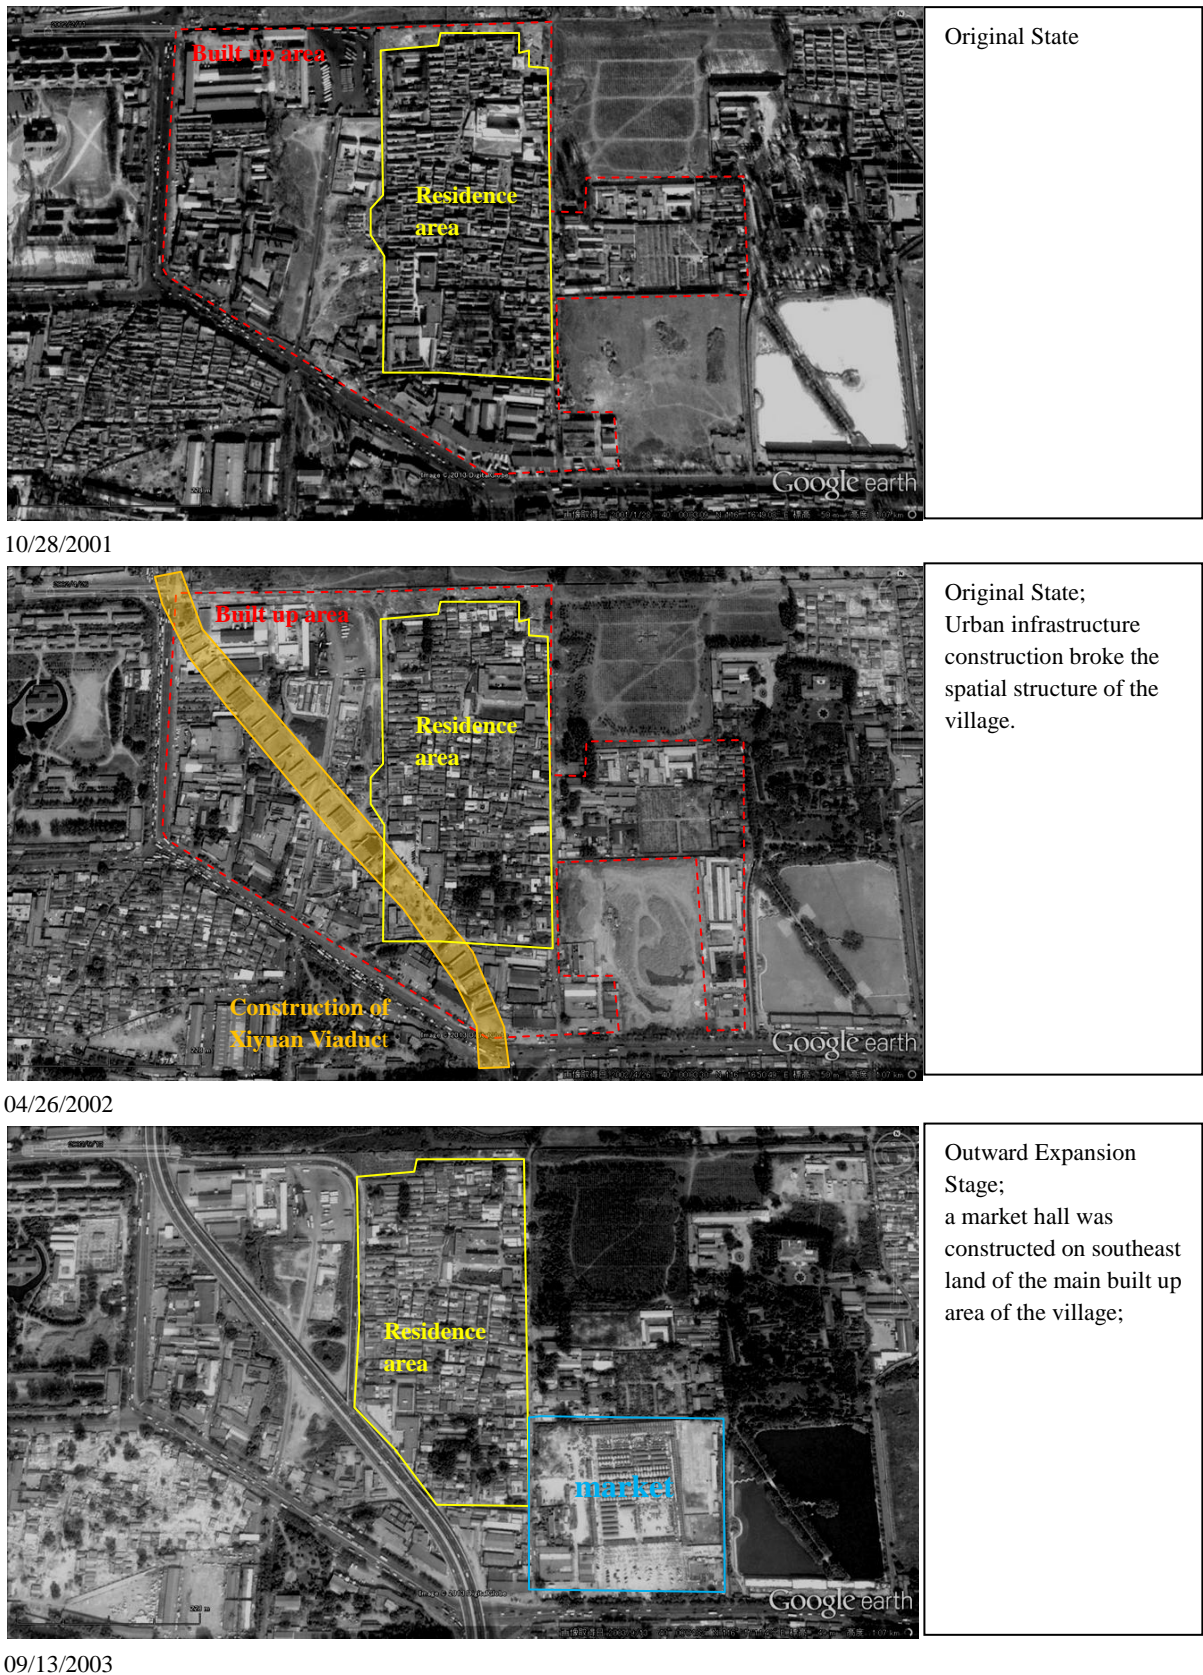 Built up area
Residence
area
Google earth
Original State
10/28/2001
Built up area
Residence
area
Construction of
Xiyuan Viaduct
Google earth
Original State;
Urban infrastructure
construction broke the
spatial structure of the
village.
04/26/2002
Residence
area
market
Google earth
Outward Expansion
Stage;
a market hall was
constructed on southeast
land of the main built up
area of the village;
09/13/2003